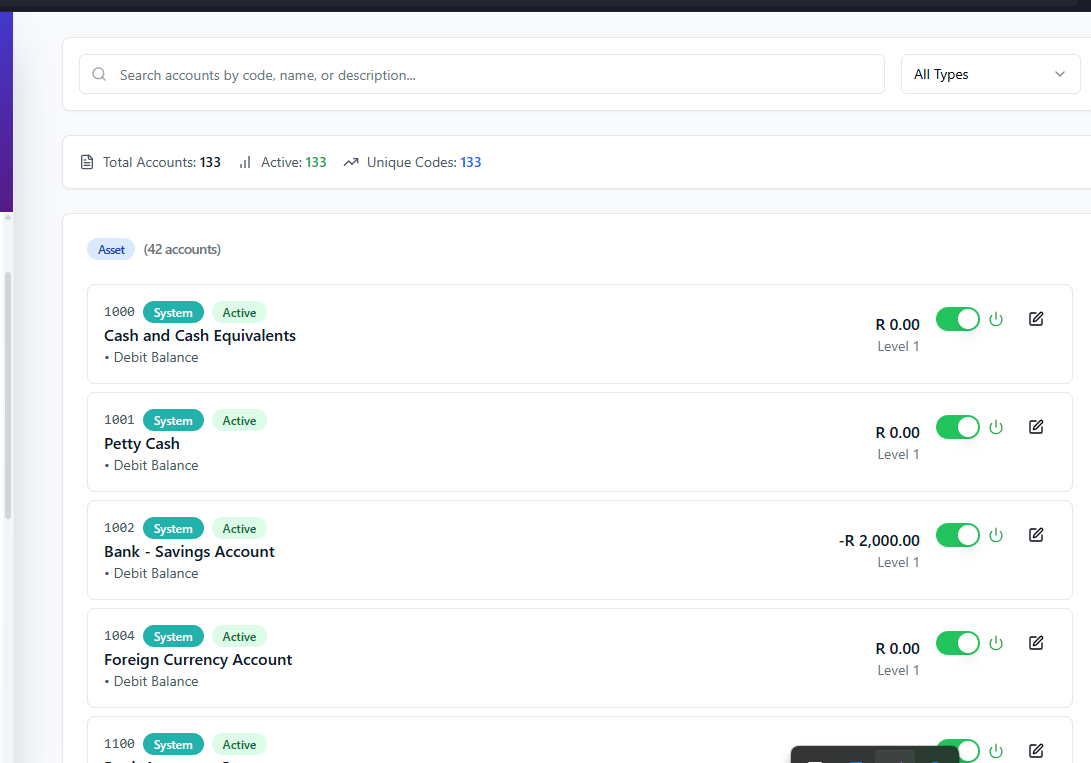 Search accounts by code, name, or description...
All Types
Total Accounts: 133 Active: 133 Unique Codes: 133
Asset (42 accounts)
1000 System Active
Cash and Cash Equivalents
• Debit Balance
R 0.00
Level 1
1001 System Active
Petty Cash
• Debit Balance
R 0.00
Level 1
1002 System Active
Bank - Savings Account
• Debit Balance
-R 2,000.00
Level 1
1004 System Active
Foreign Currency Account
• Debit Balance
R 0.00
Level 1
1100 System Active